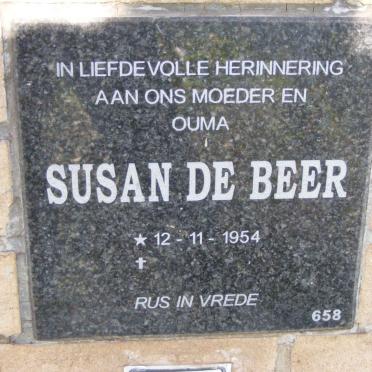 IN LIEFDEVOLLE HERINNERING
AAN ONS MOEDER EN
OUMA
SUSAN DE BEER
★ 12 - 11 - 1954
✝
RUS IN VREDE
658